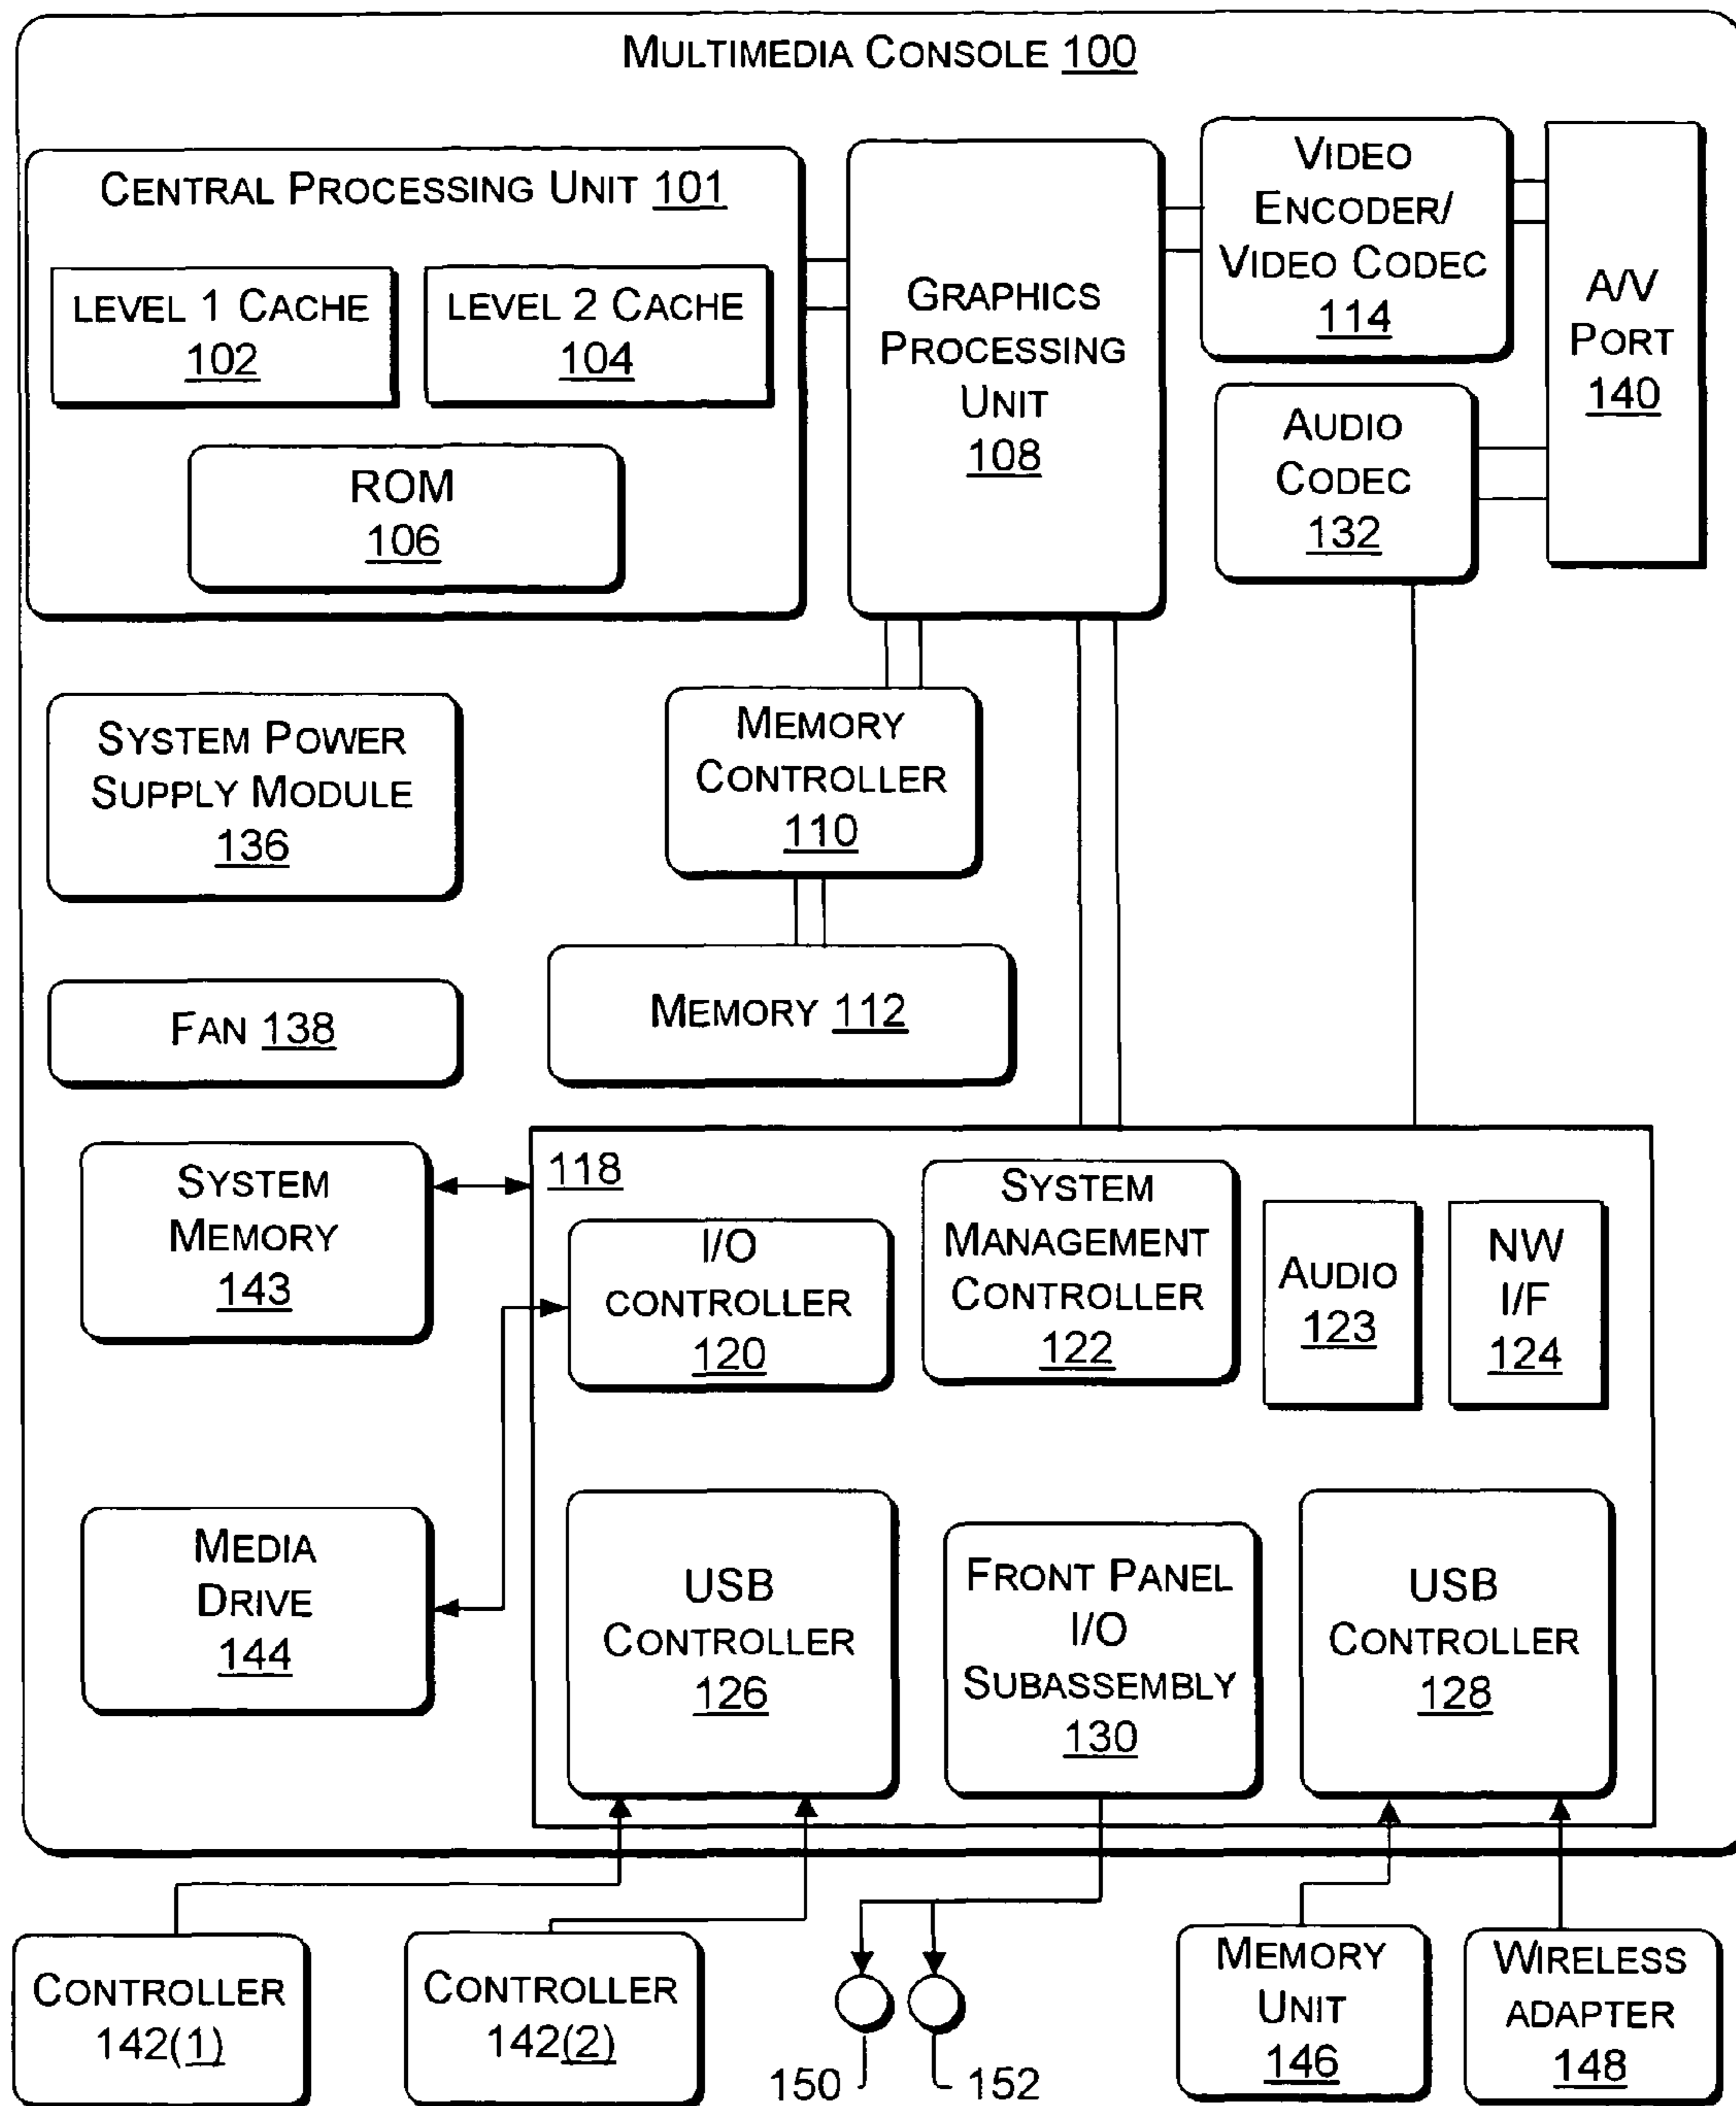 MULTIMEDIA CONSOLE 100
CENTRAL PROCESSING UNIT 101
LEVEL 1 CACHE
102
LEVEL 2 CACHE
104
ROM
106
GRAPHICS
PROCESSING
UNIT
108
VIDEO
ENCODER/
VIDEO CODEC
114
A/V
PORT
140
AUDIO
CODEC
132
SYSTEM POWER
SUPPLY MODULE
136
MEMORY
CONTROLLER
110
FAN 138
MEMORY 112
SYSTEM
MEMORY
143
118
I/O
CONTROLLER
120
SYSTEM
MANAGEMENT
CONTROLLER
122
AUDIO
123
NW
I/F
124
MEDIA
DRIVE
144
USB
CONTROLLER
126
FRONT PANEL
I/O
SUBASSEMBLY
130
USB
CONTROLLER
128
CONTROLLER
142(1)
CONTROLLER
142(2)
150
152
MEMORY
UNIT
146
WIRELESS
ADAPTER
148